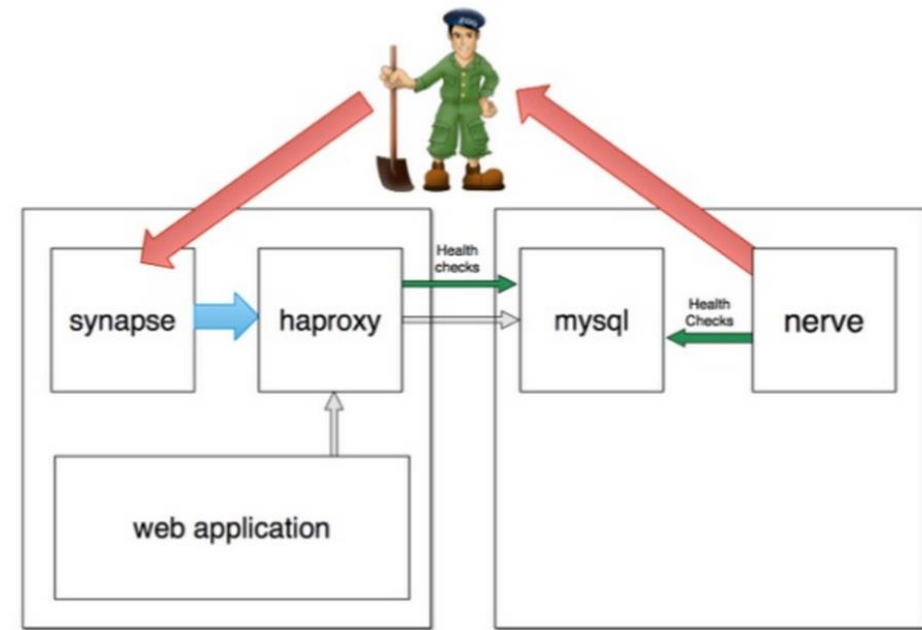 Health
checks
synapse
haproxy
mysql
Health
Checks
nerve
web application